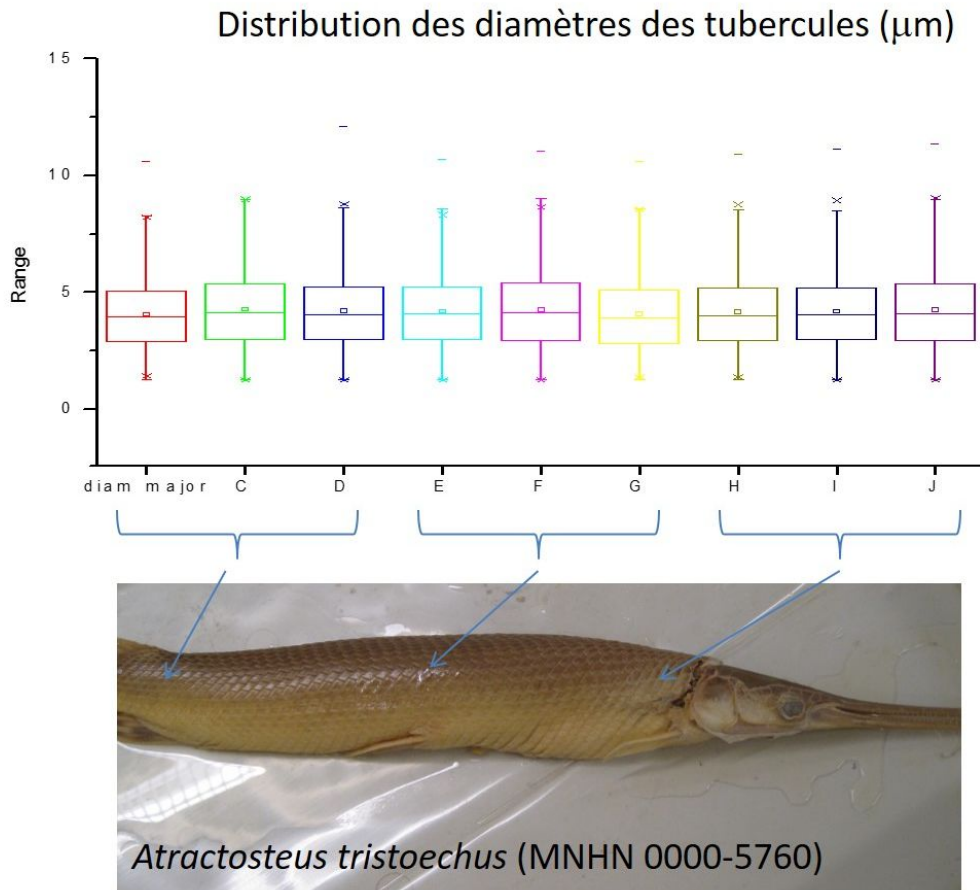 Distribution des diamètres des tubercules (μm)
15
10
5
0
Range
diam major C D E F G H I J
Atractosteus tristoechus (MNHN 0000-5760)